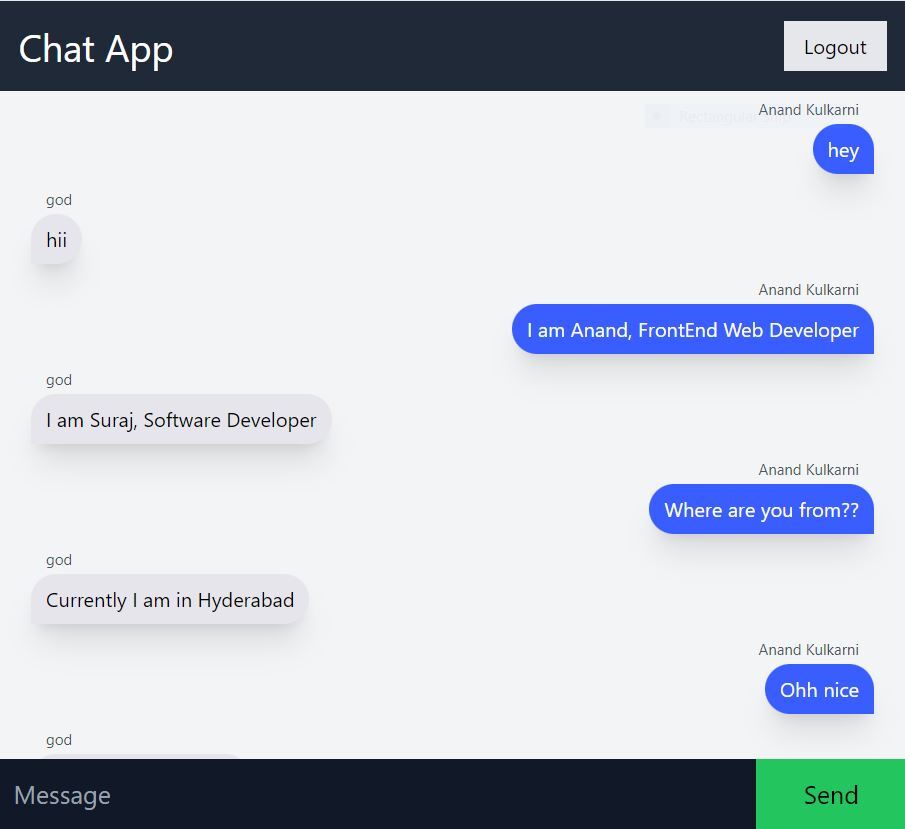 Chat App
Logout
Anand Kulkarni
hey
god
hii
Anand Kulkarni
I am Anand, FrontEnd Web Developer
god
I am Suraj, Software Developer
Anand Kulkarni
Where are you from??
god
Currently I am in Hyderabad
Anand Kulkarni
Ohh nice
god
Message
Send